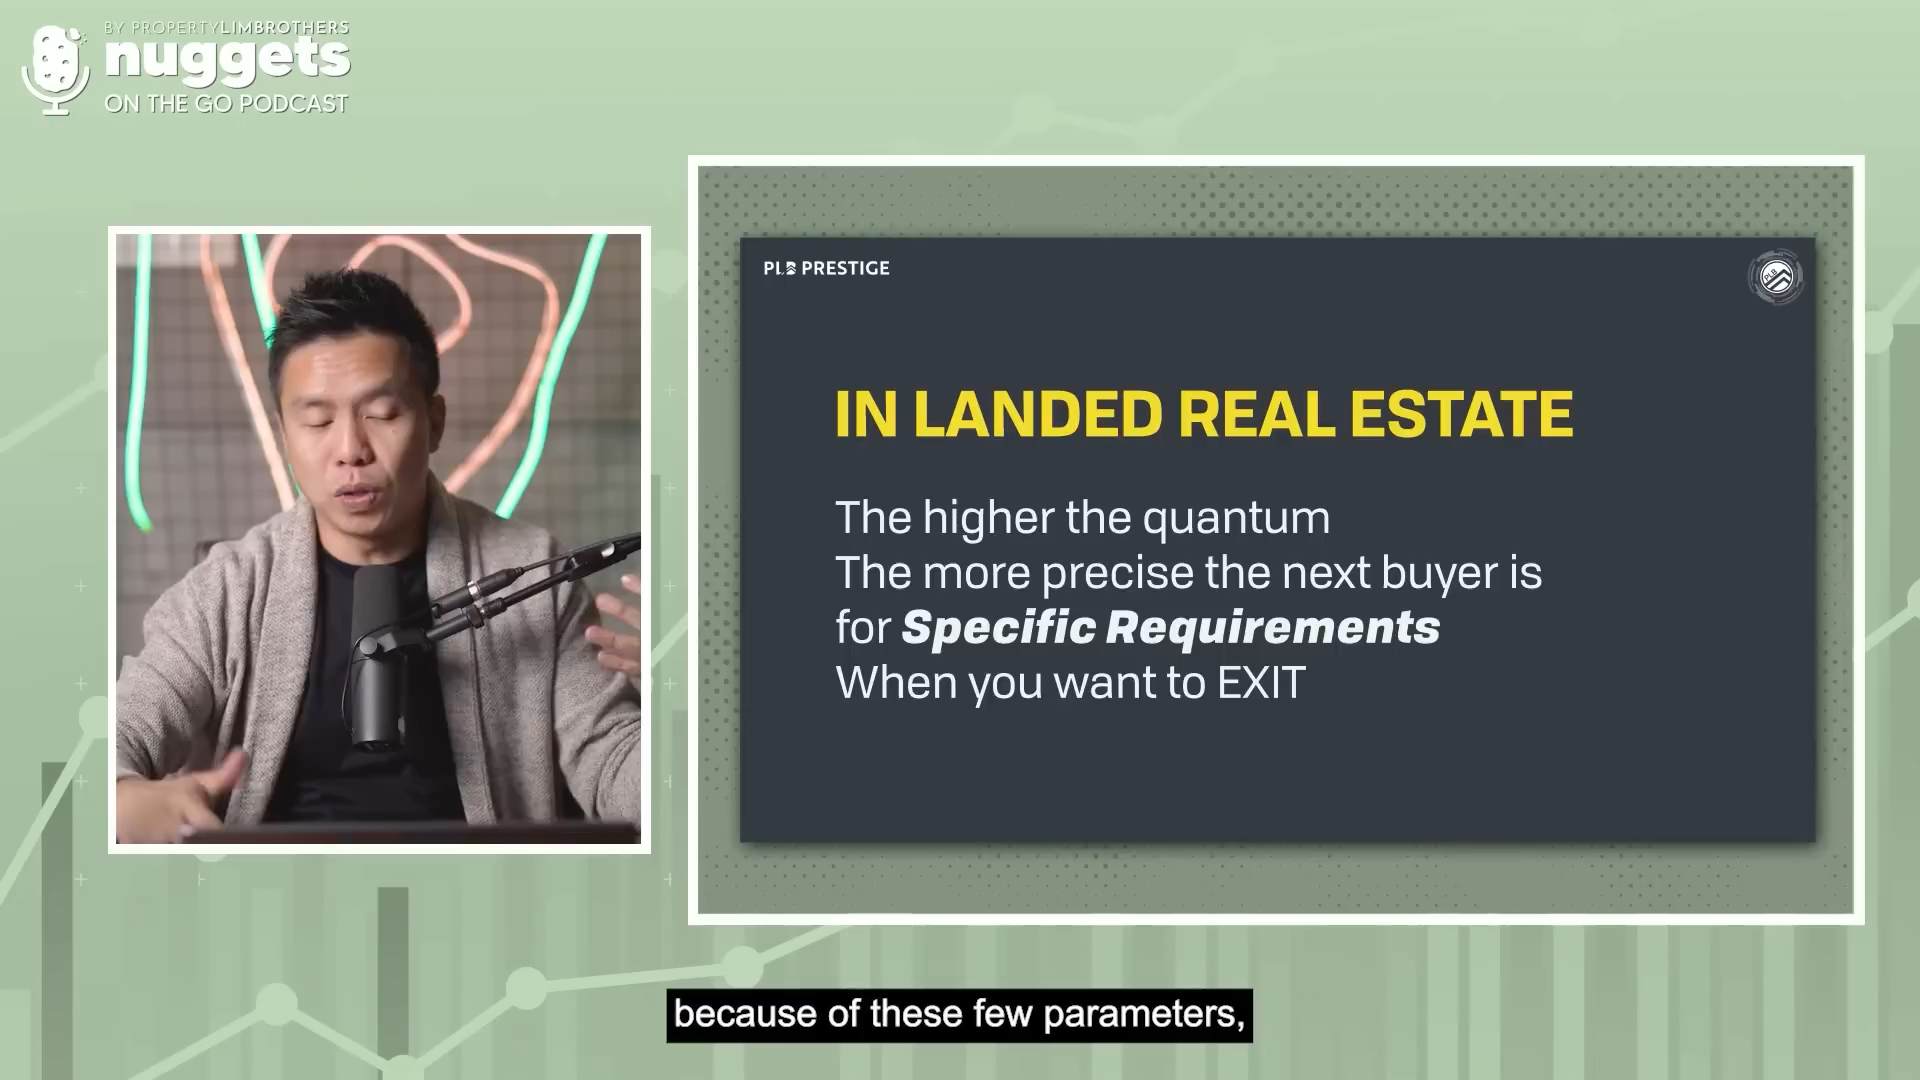 BY PROPERTYLIMBROTHERS
nuggets
ON THE GO PODCAST
PLB PRESTIGE
PLB
IN LANDED REAL ESTATE
The higher the quantum
The more precise the next buyer is
for Specific Requirements
When you want to EXIT
because of these few parameters,